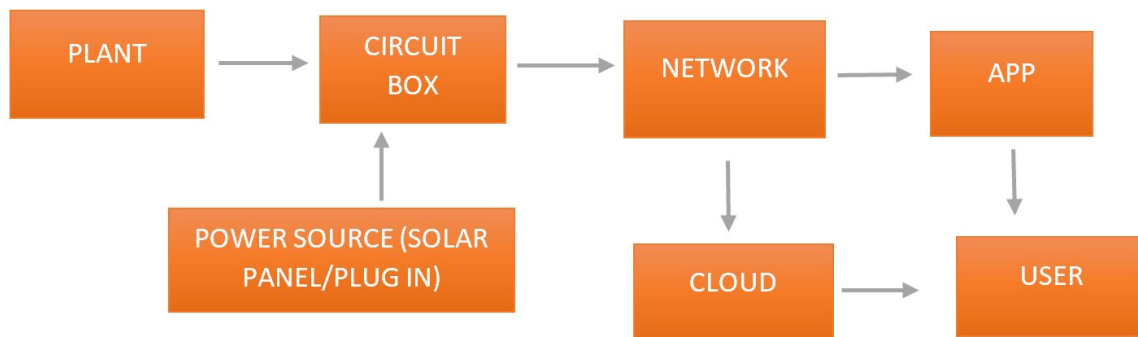 PLANT
CIRCUIT
BOX
NETWORK
APP
POWER SOURCE (SOLAR
PANEL/PLUG IN)
CLOUD
USER